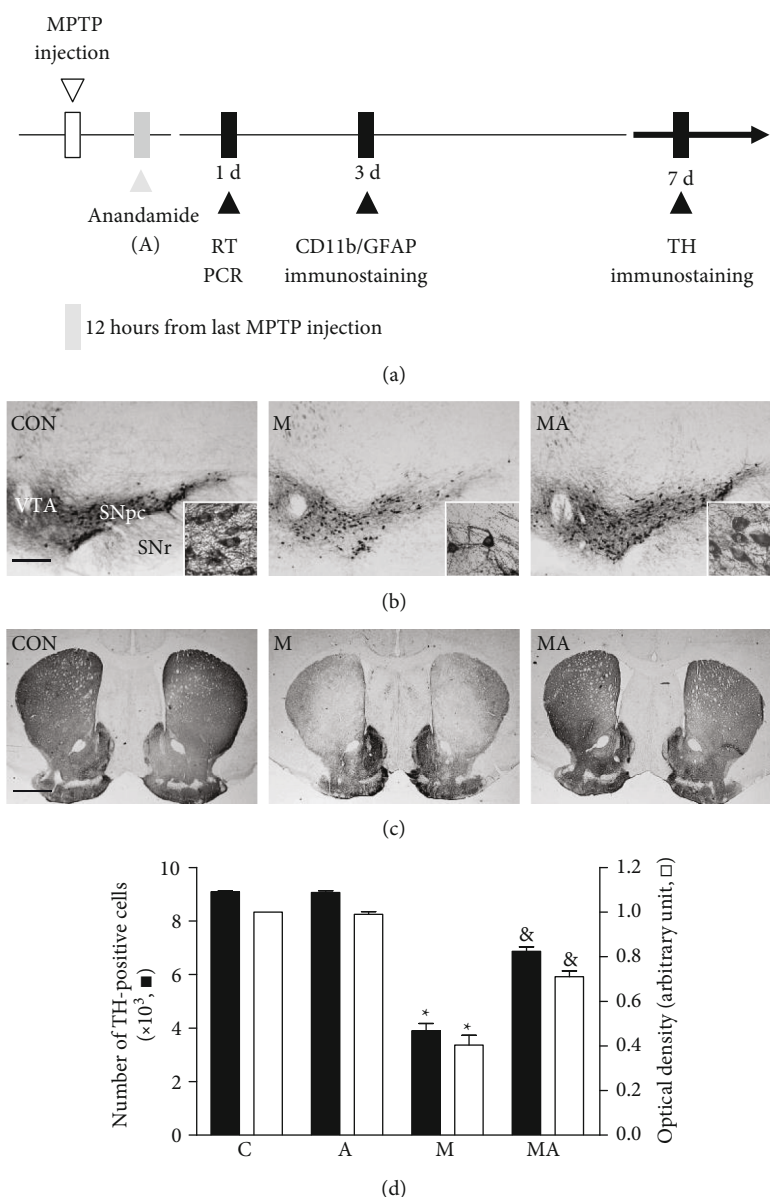 MPTP
injection
1 d
3 d
7 d
Anandamide
(A)
RT
PCR
CD11b/GFAP
immunostaining
TH
immunostaining
12 hours from last MPTP injection
(a)
CON
VTA
SNpc
SNr
M
MA
(b)
CON
M
MA
(c)
Number of TH-positive cells
(×10³, ■)
10
8
6
4
2
0
* * & &
C A M MA
1.2
1.0
0.8
0.6
0.4
0.2
0.0
Optical density (arbitrary unit, □)
(d)